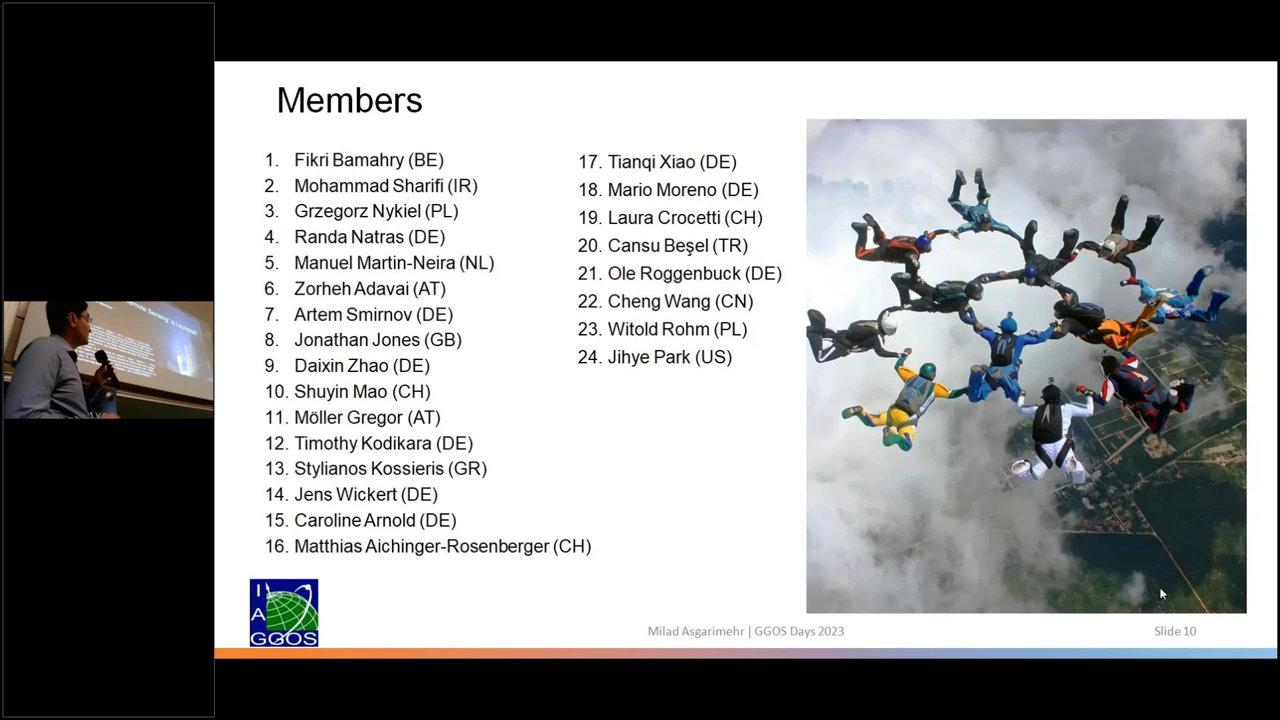 Members
1. Fikri Bamahry (BE)
2. Mohammad Sharifi (IR)
3. Grzegorz Nykiel (PL)
4. Randa Natras (DE)
5. Manuel Martin-Neira (NL)
6. Zorheh Adavai (AT)
7. Artem Smirnov (DE)
8. Jonathan Jones (GB)
9. Daixin Zhao (DE)
10. Shuyin Mao (CH)
11. Möller Gregor (AT)
12. Timothy Kodikara (DE)
13. Stylianos Kossieris (GR)
14. Jens Wickert (DE)
15. Caroline Arnold (DE)
16. Matthias Aichinger-Rosenberger (CH)
17. Tianqi Xiao (DE)
18. Mario Moreno (DE)
19. Laura Crocetti (CH)
20. Cansu Beşel (TR)
21. Ole Roggenbuck (DE)
22. Cheng Wang (CN)
23. Witold Rohm (PL)
24. Jihye Park (US)
I
A
GGOS
Milad Asgarimehr | GGOS Days 2023
Slide 10